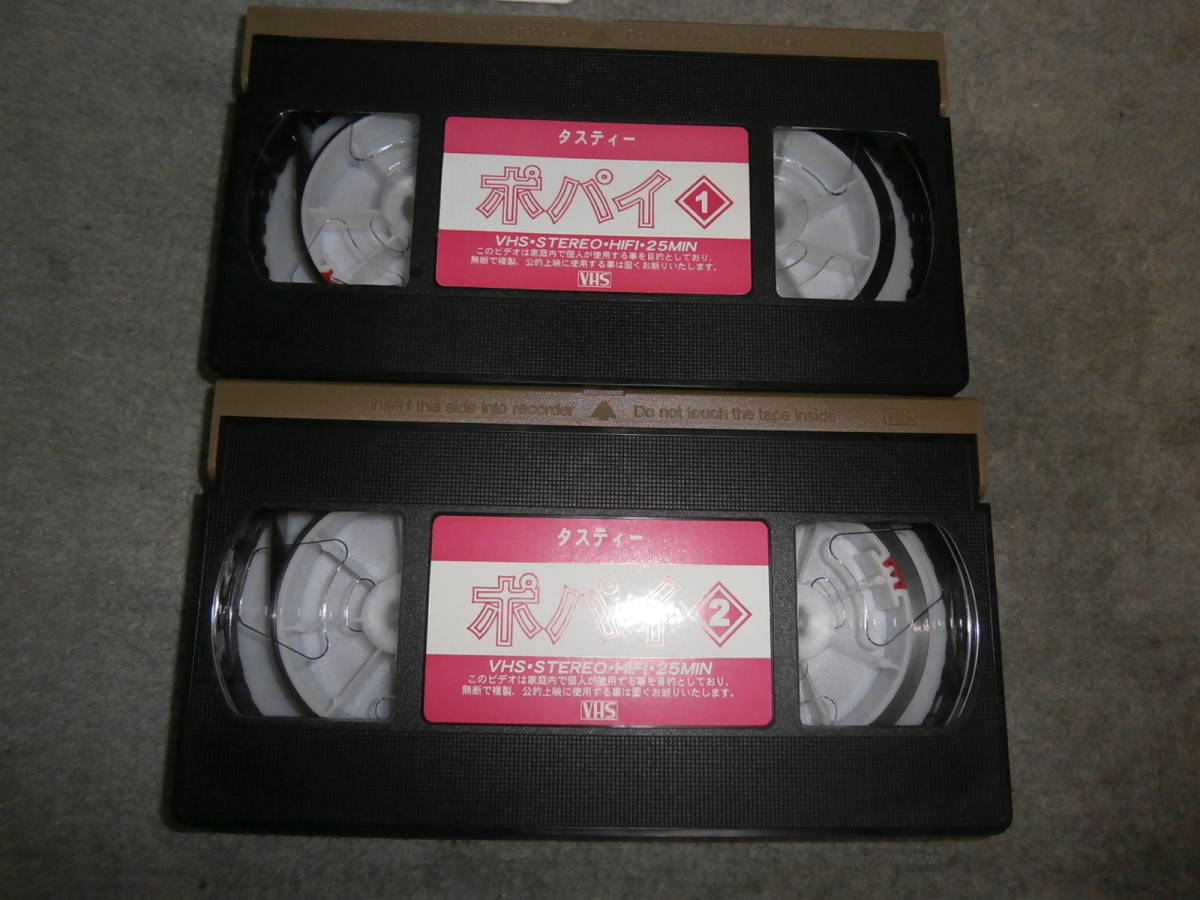 タスティー
ポパイ 1
VHS・STEREO・HIFI・25MIN
このビデオは家庭内で個人が使用する事を目的としており、
無断で複製、公的上映に使用する事は固くお断りいたします。
VHS
Insert this side into recorder Do not touch the tape inside VHS
タスティー
ポパイ 2
VHS・STEREO・HIFI・25MIN
このビデオは家庭内で個人が使用する事を目的としており、
無断で複製、公的上映に使用する事は固くお断りいたします。
VHS